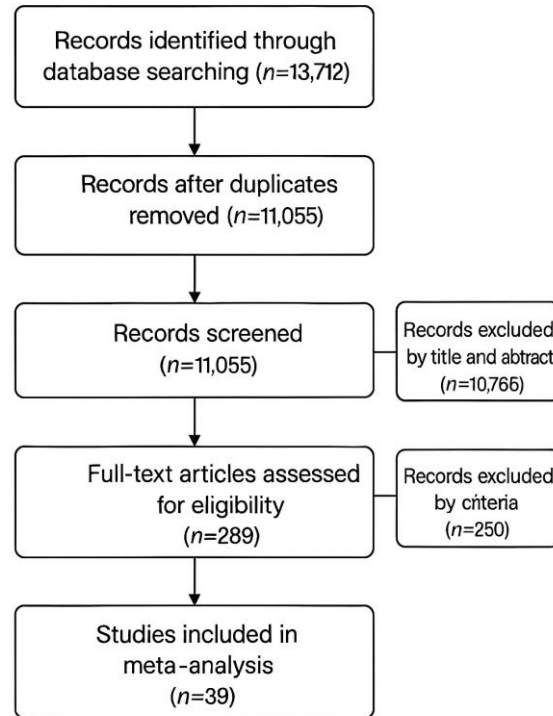 Records identified through
database searching (n=13,712)
Records after duplicates
removed (n=11,055)
Records screened
(n=11,055)
Records excluded
by title and abtract
(n=10,766)
Full-text articles assessed
for eligibility
(n=289)
Records excluded
by criteria
(n=250)
Studies included in
meta-analysis
(n=39)